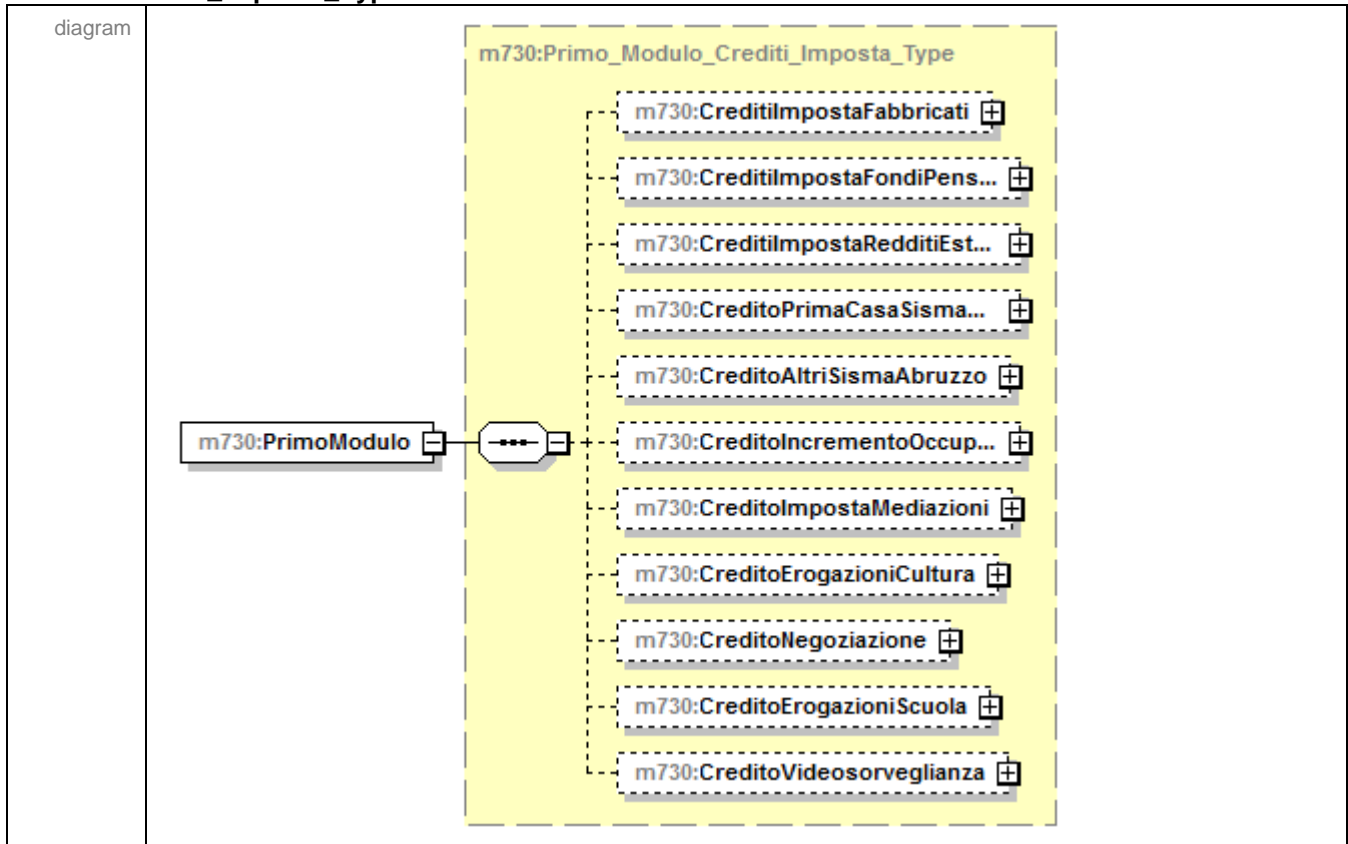 diagram
m730:Primo_Modulo_Crediti_Imposta_Type
m730:CreditiImpostaFabbricati
m730:CreditiImpostaFondiPens...
m730:CreditiImpostaRedditiEst...
m730:CreditoPrimaCasaSisma...
m730:CreditoAltriSismaAbruzzo
m730:PrimoModulo
m730:CreditoIncrementoOccup...
m730:CreditoImpostaMediazioni
m730:CreditoErogazioniCultura
m730:CreditoNegoziazione
m730:CreditoErogazioniScuola
m730:CreditoVideosorveglianza